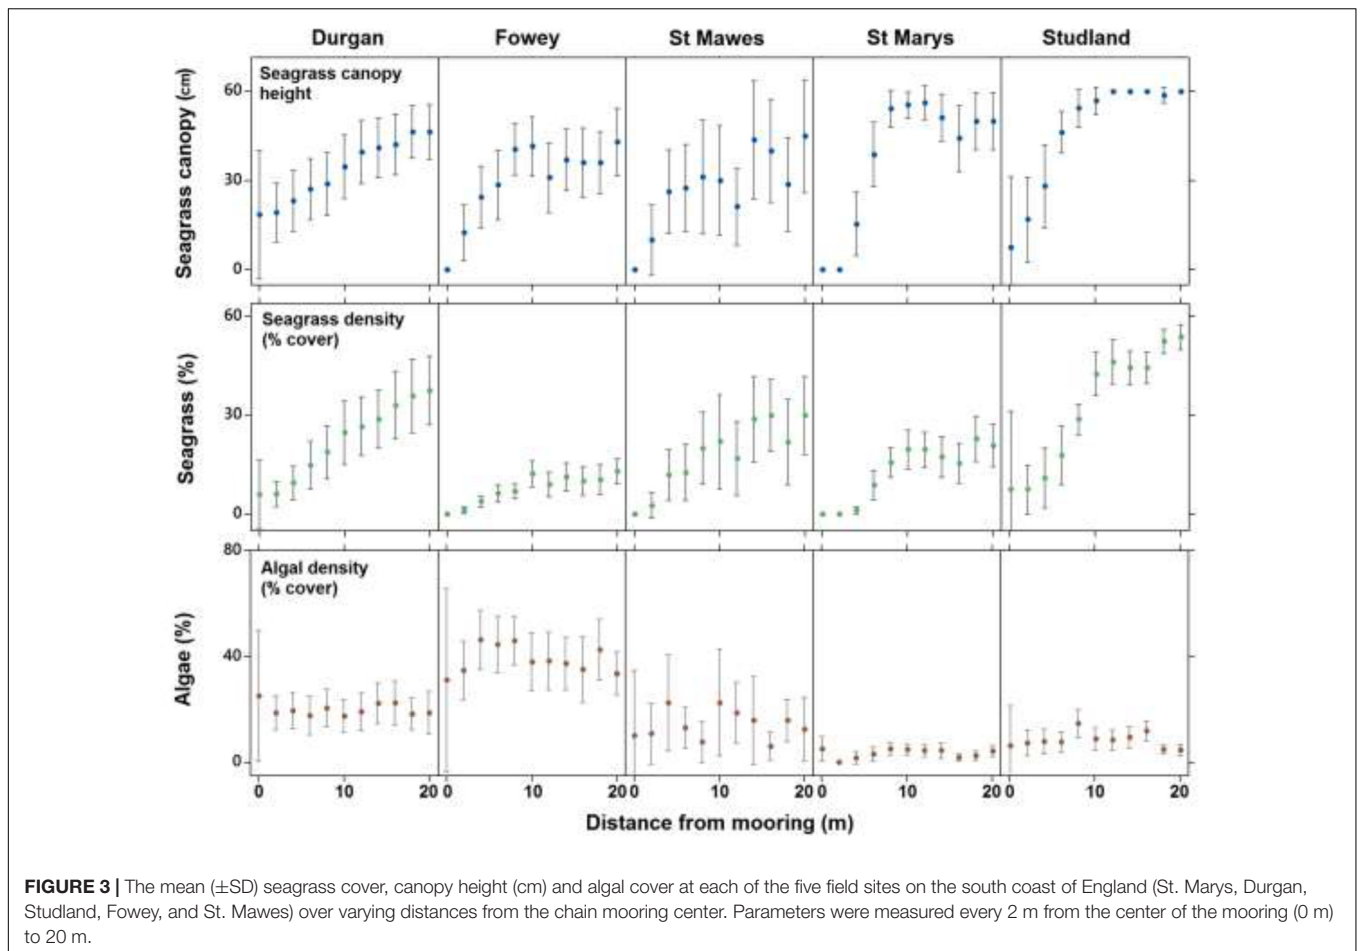 Durgan Fowey St Mawes St Marys Studland
Seagrass canopy
height
Seagrass canopy (cm)
60
30
0
Seagrass density
(% cover)
Seagrass (%)
60
30
0
Algal density
(% cover)
Algae (%)
80
40
0
0 10 20 0 10 20 0 10 20 0 10 20 0 10 20
Distance from mooring (m)
FIGURE 3 | The mean (±SD) seagrass cover, canopy height (cm) and algal cover at each of the five field sites on the south coast of England (St. Marys, Durgan,
Studland, Fowey, and St. Mawes) over varying distances from the chain mooring center. Parameters were measured every 2 m from the center of the mooring (0 m)
to 20 m.